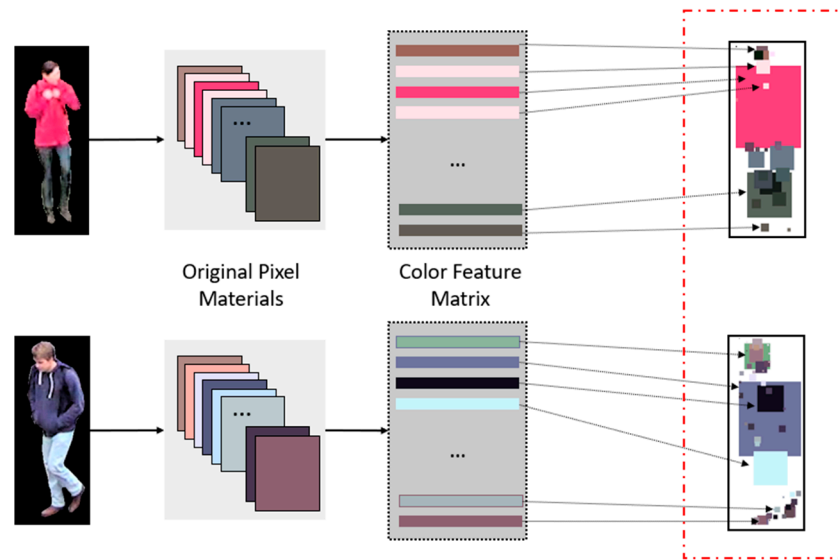 ...
...
Original Pixel
Materials
Color Feature
Matrix
...
...